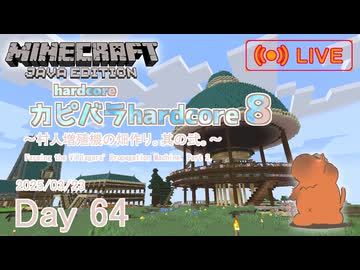 MINECRAFT
JAVA EDITION
LIVE
hardcore
カピバラhardcore8
～村人増殖機の畑作り。其の弐。～
Farming the Villagers' Propagation Machine. Part 2.
2025/03/23
Day 64